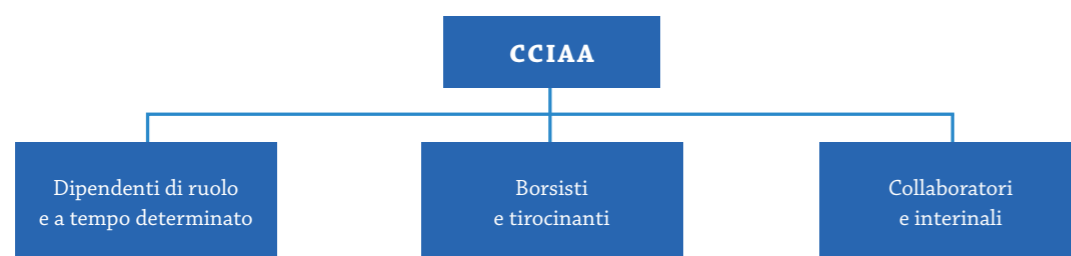 CCIAA
Dipendenti di ruolo
e a tempo determinato
Borsisti
e tirocinanti
Collaboratori
e interinali